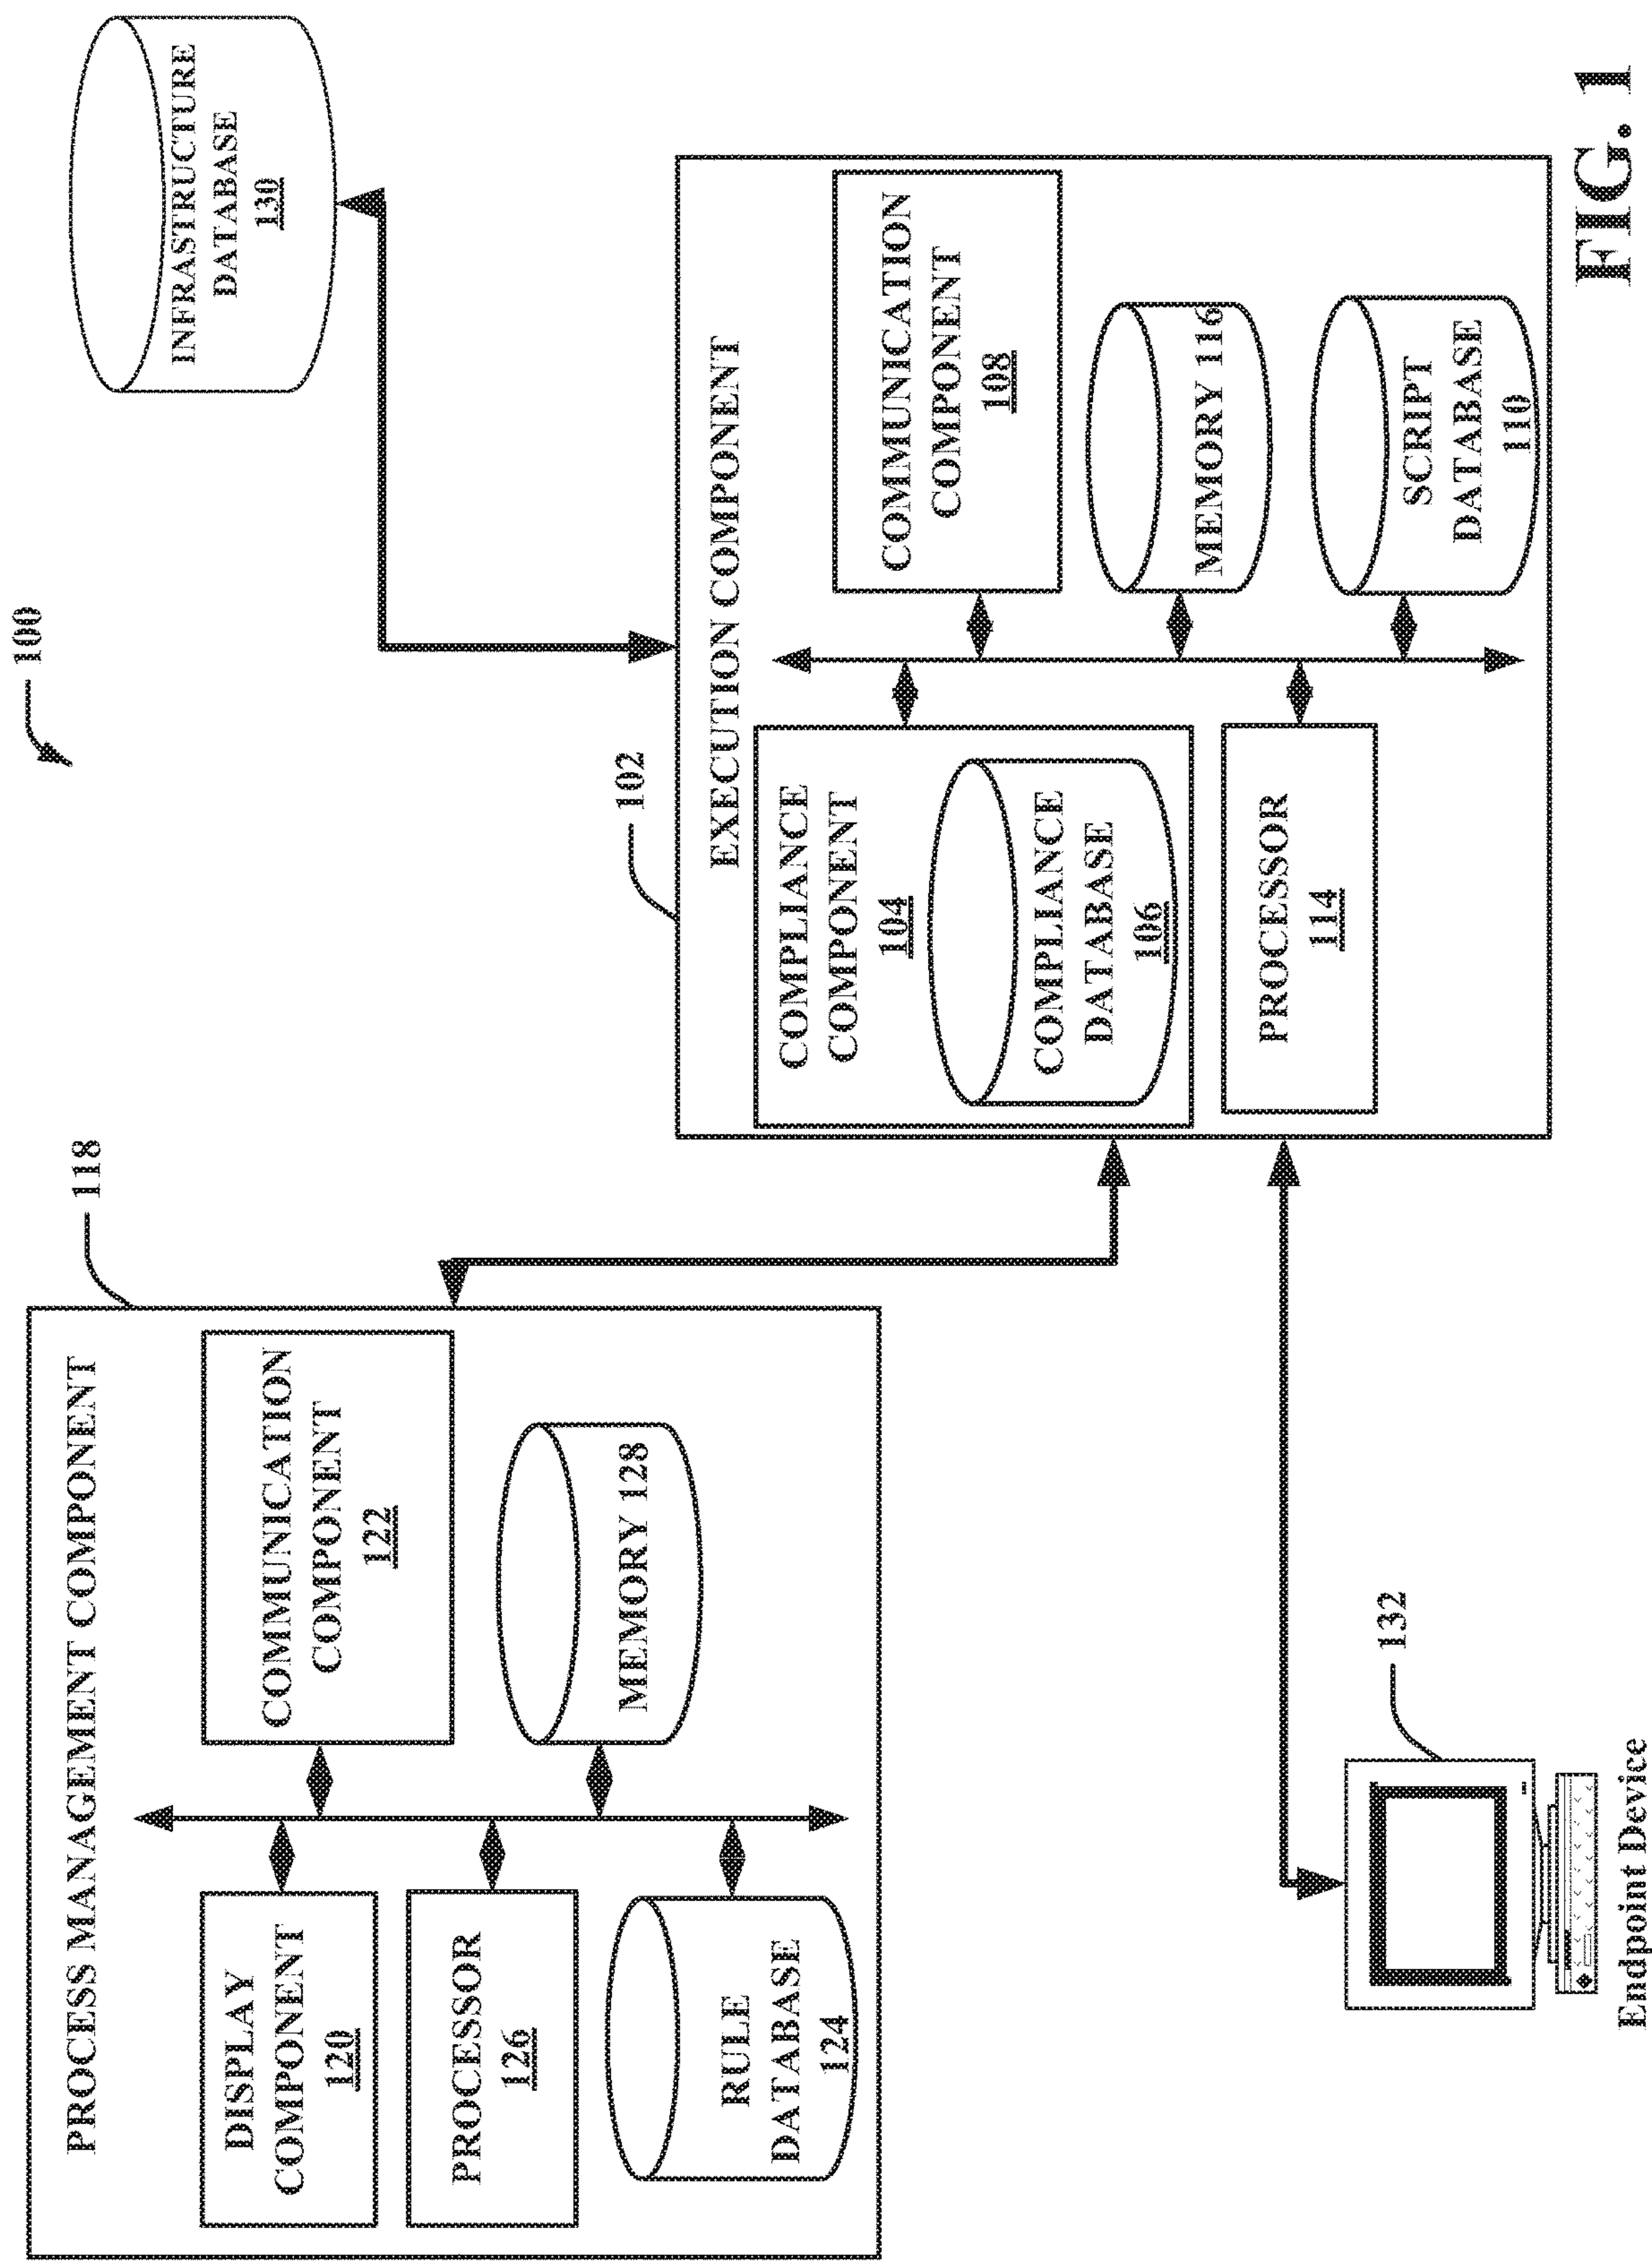 100
118
PROCESS MANAGEMENT COMPONENT
DISPLAY
COMPONENT
120
COMMUNICATION
COMPONENT
122
PROCESSOR
126
MEMORY 128
RULE
DATABASE
124
INFRASTRUCTURE
DATABASE
130
102
EXECUTION COMPONENT
COMPLIANCE
COMPONENT
104
COMPLIANCE
DATABASE
106
COMMUNICATION
COMPONENT
108
MEMORY 116
PROCESSOR
114
SCRIPT
DATABASE
110
132
Endpoint Device
FIG. 1